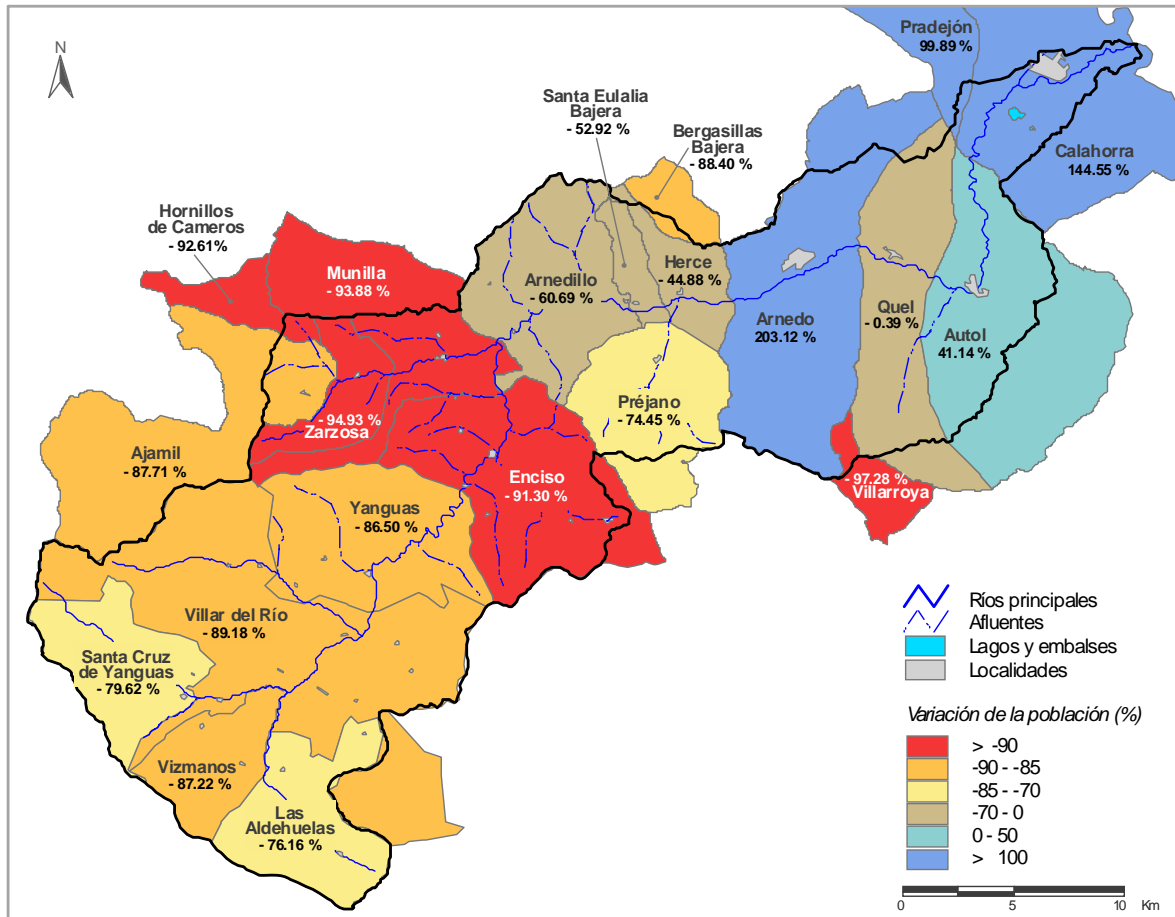 N
Pradejón
99.89 %
Santa Eulalia
Bajera
- 52.92 %
Bergasillas
Bajera
- 88.40 %
Calahorra
144.55 %
Hornillos
de Cameros
- 92.61%
Munilla
- 93.88 %
Arnedillo
- 60.69 %
Herce
- 44.88 %
Arnedo
203.12 %
Quel
- 0.39 %
Autol
41.14 %
Préjano
- 74.45 %
- 94.93 %
Zarzosa
Ajamil
- 87.71 %
Enciso
- 91.30 %
- 97.28 %
Villarroya
Yanguas
- 86.50 %
Villar del Río
- 89.18 %
Santa Cruz
de Yanguas
- 79.62 %
Vizmanos
- 87.22 %
Las
Aldehuelas
- 76.16 %
Ríos principales
Afluentes
Lagos y embalses
Localidades
Variación de la población (%)
> -90
-90 - -85
-85 - -70
-70 - 0
0 - 50
> 100
0 5 10 Km